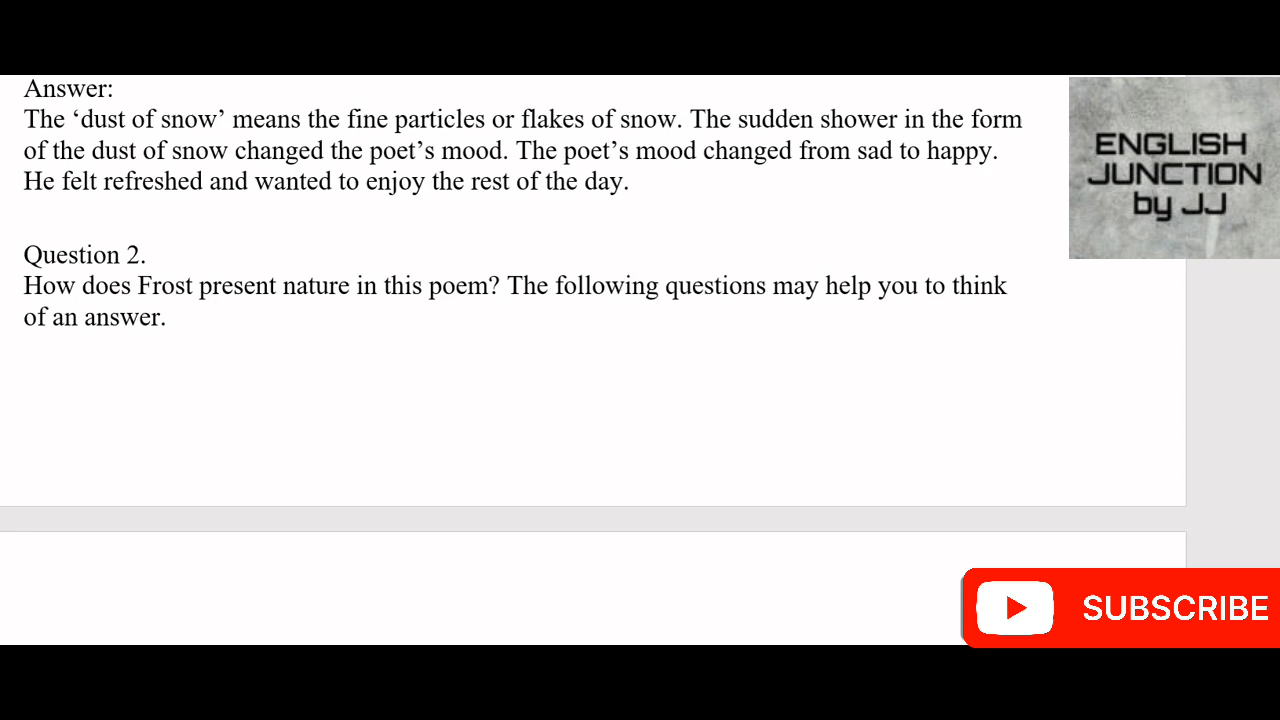 Answer:
The ‘dust of snow’ means the fine particles or flakes of snow. The sudden shower in the form
of the dust of snow changed the poet’s mood. The poet’s mood changed from sad to happy.
He felt refreshed and wanted to enjoy the rest of the day.
Question 2.
How does Frost present nature in this poem? The following questions may help you to think
of an answer.
ENGLISH
JUNCTION
by JJ
SUBSCRIBE